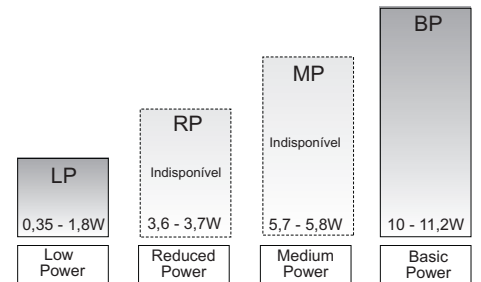 LP
0,35 - 1,8W
Low
Power
RP
Indisponível
3,6 - 3,7W
Reduced
Power
MP
Indisponível
5,7 - 5,8W
Medium
Power
BP
10 - 11,2W
Basic
Power